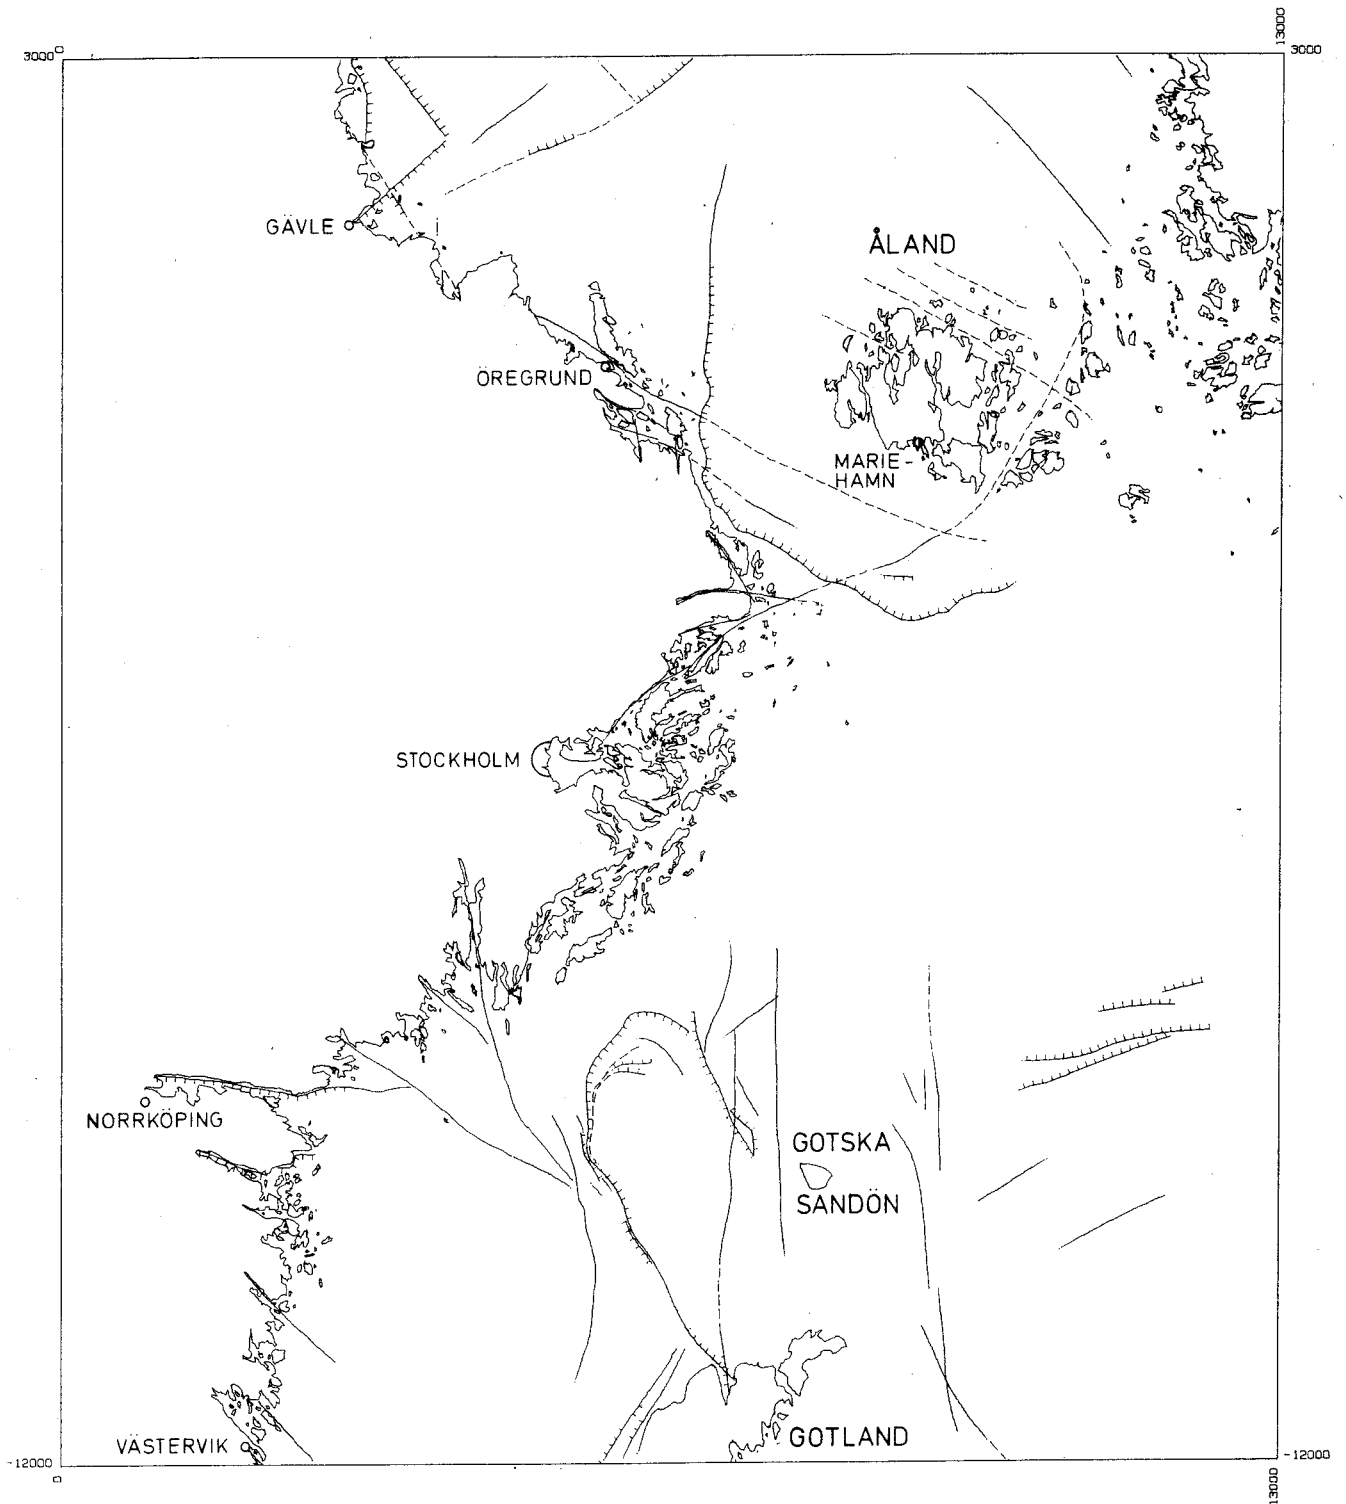 13000
3000
3000
GÄVLE
ÅLAND
ÖREGRUND
MARIE-
HAMN
STOCKHOLM
NORRKÖPING
GOTSKA
SANDÖN
VÄSTERVIK
GOTLAND
-12000
-12000
0
13000